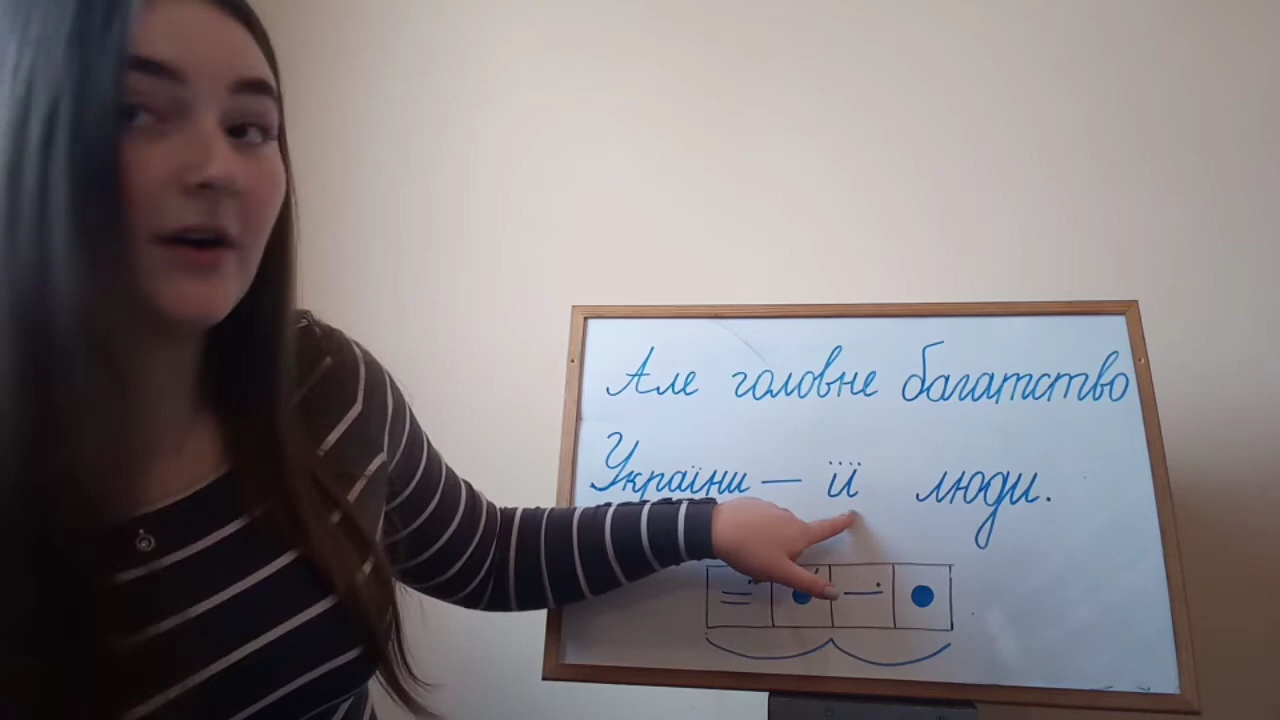 Але головне багатство
України — її люди.